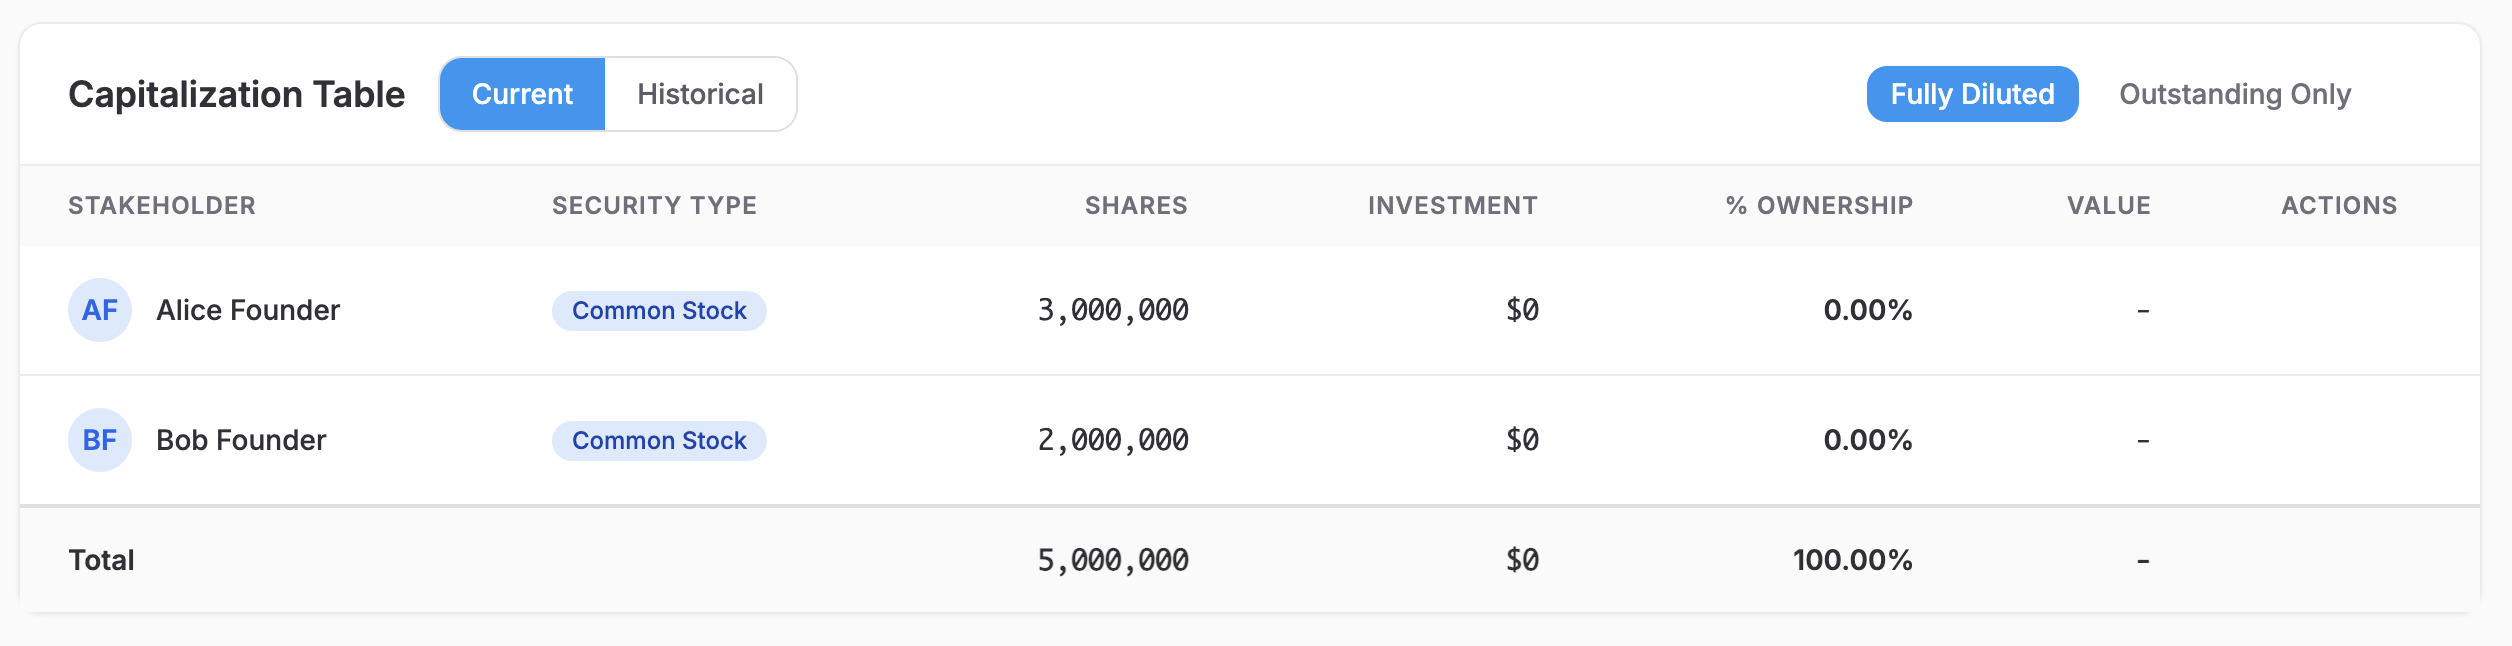 Capitalization Table Current Historical Fully Diluted Outstanding Only
STAKEHOLDER SECURITY TYPE SHARES INVESTMENT % OWNERSHIP VALUE ACTIONS
AF Alice Founder Common Stock 3,000,000 $0 0.00% –
BF Bob Founder Common Stock 2,000,000 $0 0.00% –
Total 5,000,000 $0 100.00% –